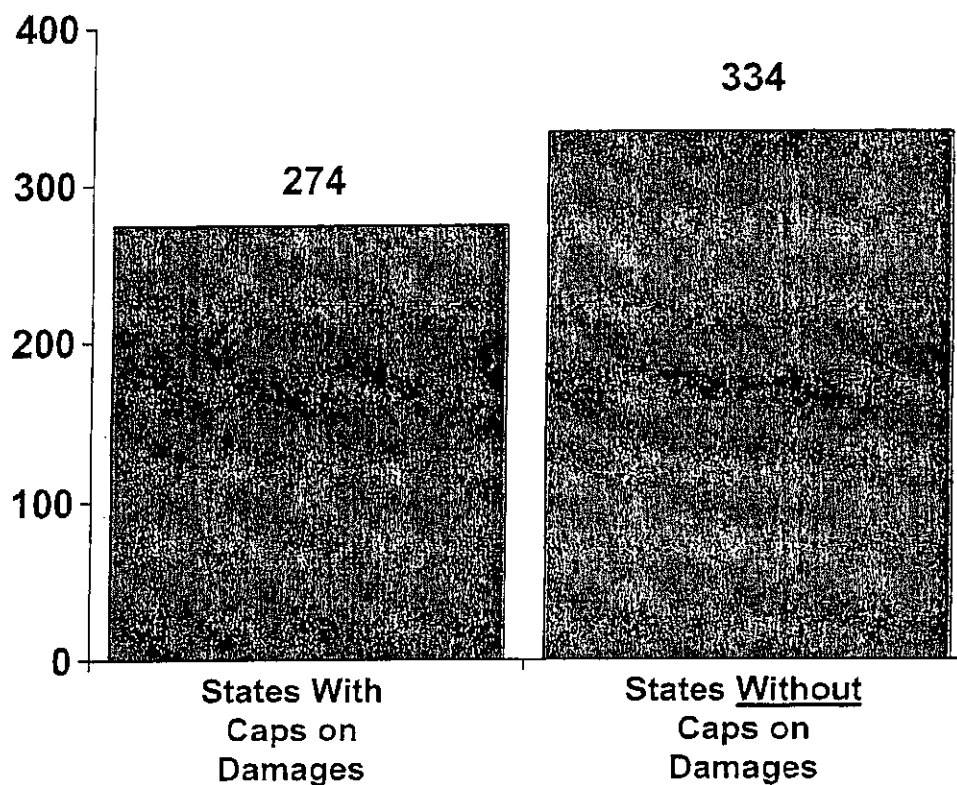 400
334
300
274
200
100
0
States With
Caps on
Damages
States Without
Caps on
Damages